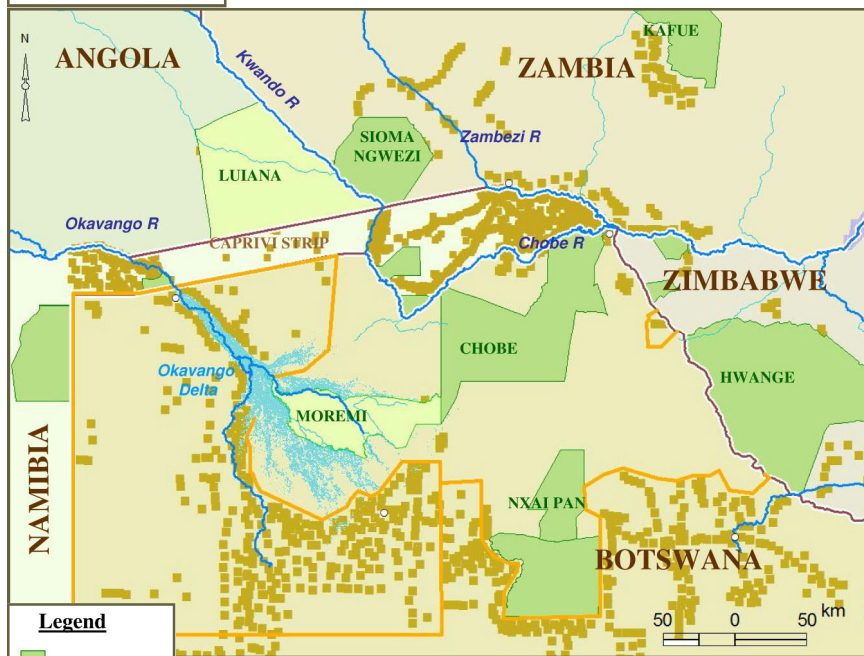 N
ANGOLA
Kwando R
KAFUE
ZAMBIA
SIOMA
NGWEZI
Zambezi R
LUIANA
Okavango R
CAPRIVI STRIP
Chobe R
ZIMBABWE
CHOBE
HWANGE
Okavango
Delta
MOREMI
NAMIBIA
NXAI PAN
BOTSWANA
Legend
50 0 50 km